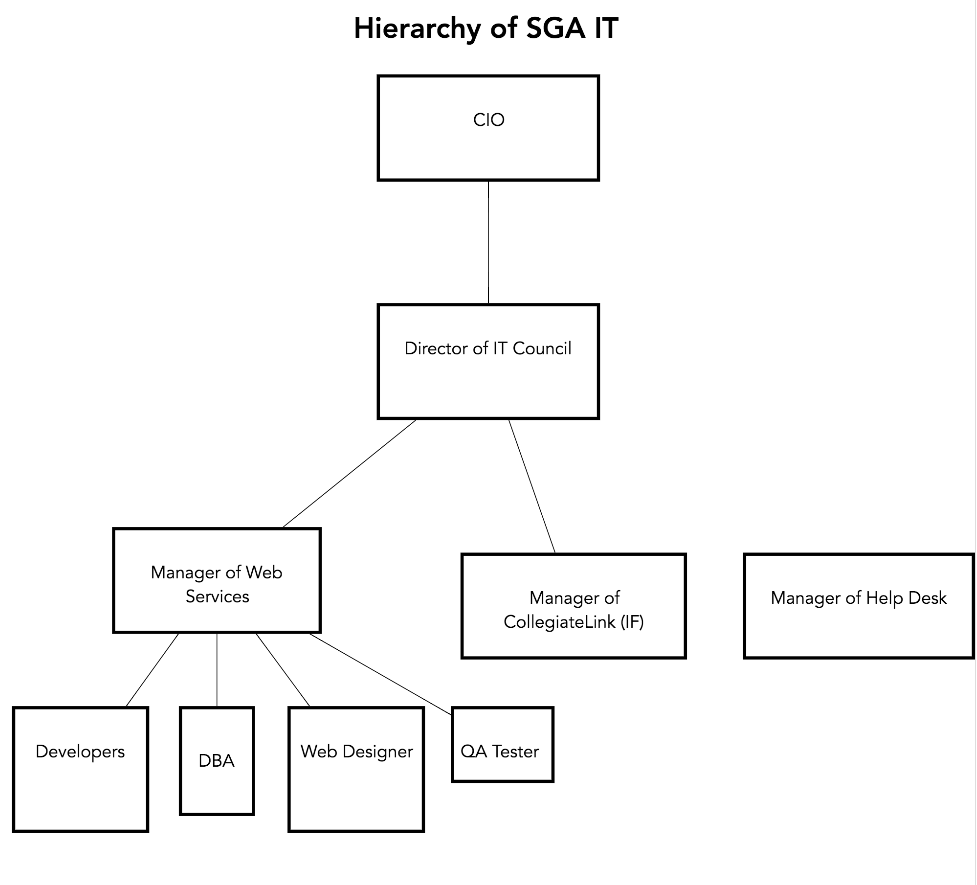 Hierarchy of SGA IT
CIO
Director of IT Council
Manager of Web
Services
Manager of
CollegiateLink (IF)
Manager of Help Desk
Developers
DBA
Web Designer
QA Tester